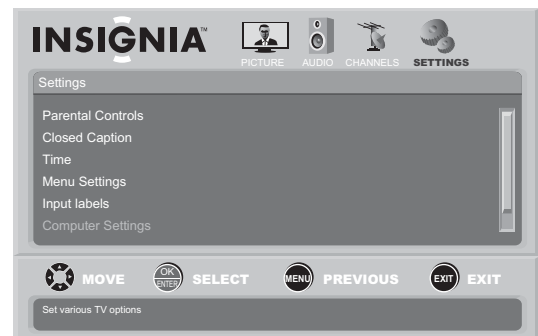 INSIGNIA™
PICTURE AUDIO CHANNELS SETTINGS
Settings
Parental Controls
Closed Caption
Time
Menu Settings
Input labels
Computer Settings
MOVE OK ENTER SELECT MENU PREVIOUS EXIT EXIT
Set various TV options